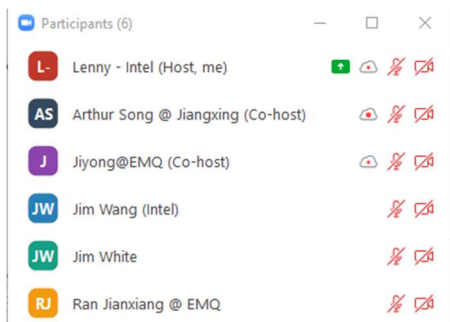 Participants (6)
L- Lenny - Intel (Host, me)
AS Arthur Song @ Jiangxing (Co-host)
J Jiyong@EMQ (Co-host)
JW Jim Wang (Intel)
JW Jim White
RJ Ran Jianxiang @ EMQ